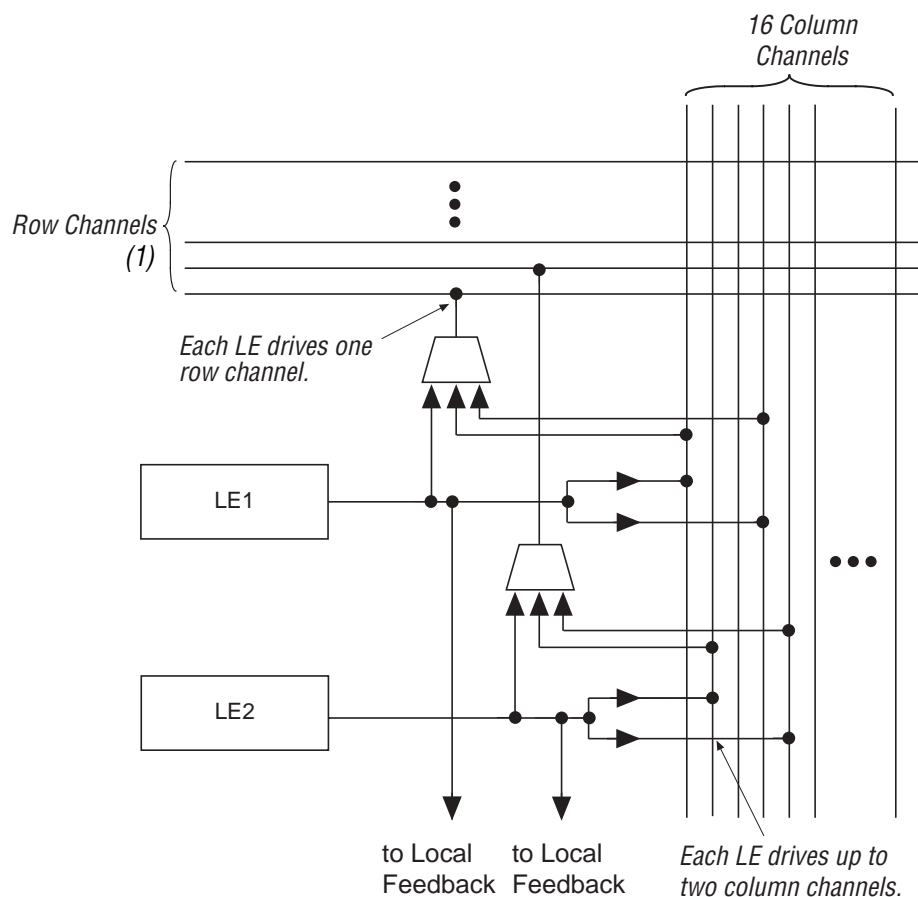 16 Column
Channels
Row Channels
(1)
Each LE drives one
row channel.
LE1
LE2
to Local
Feedback
to Local
Feedback
Each LE drives up to
two column channels.